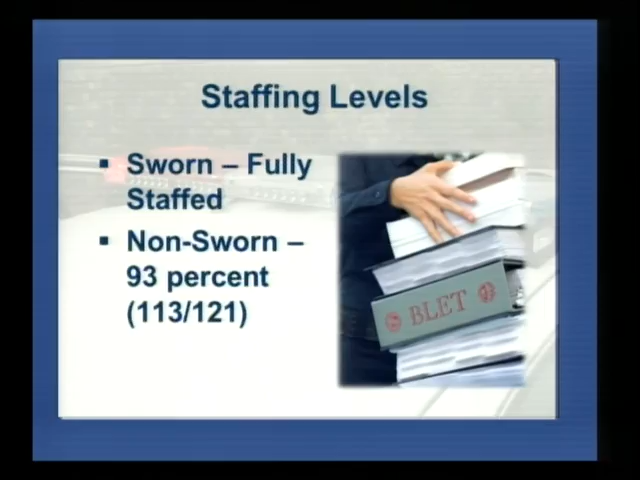 Staffing Levels
▪ Sworn – Fully
Staffed
▪ Non-Sworn –
93 percent
(113/121)
BLET